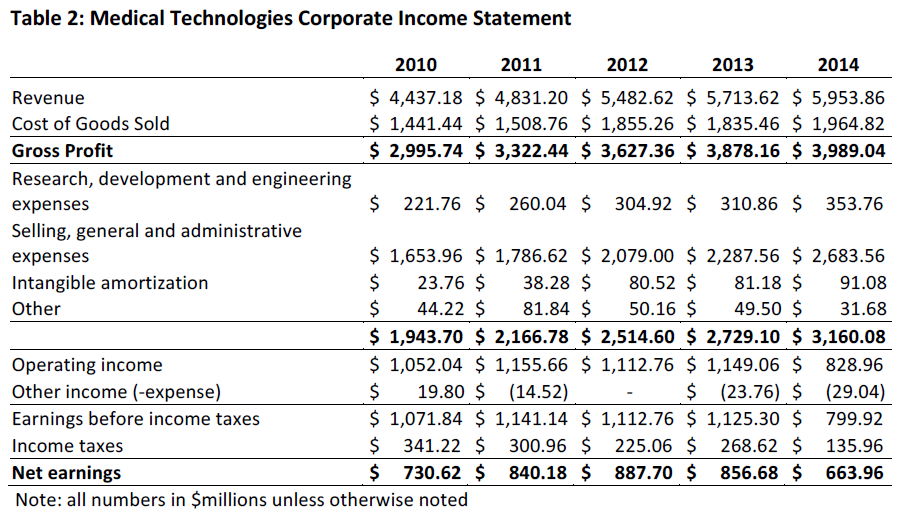 Table 2: Medical Technologies Corporate Income Statement
2010 2011 2012 2013 2014
Revenue $ 4,437.18 $ 4,831.20 $ 5,482.62 $ 5,713.62 $ 5,953.86
Cost of Goods Sold $ 1,441.44 $ 1,508.76 $ 1,855.26 $ 1,835.46 $ 1,964.82
Gross Profit $ 2,995.74 $ 3,322.44 $ 3,627.36 $ 3,878.16 $ 3,989.04
Research, development and engineering
expenses $ 221.76 $ 260.04 $ 304.92 $ 310.86 $ 353.76
Selling, general and administrative
expenses $ 1,653.96 $ 1,786.62 $ 2,079.00 $ 2,287.56 $ 2,683.56
Intangible amortization $ 23.76 $ 38.28 $ 80.52 $ 81.18 $ 91.08
Other $ 44.22 $ 81.84 $ 50.16 $ 49.50 $ 31.68
$ 1,943.70 $ 2,166.78 $ 2,514.60 $ 2,729.10 $ 3,160.08
Operating income $ 1,052.04 $ 1,155.66 $ 1,112.76 $ 1,149.06 $ 828.96
Other income (-expense) $ 19.80 $ (14.52) - $ (23.76) $ (29.04)
Earnings before income taxes $ 1,071.84 $ 1,141.14 $ 1,112.76 $ 1,125.30 $ 799.92
Income taxes $ 341.22 $ 300.96 $ 225.06 $ 268.62 $ 135.96
Net earnings $ 730.62 $ 840.18 $ 887.70 $ 856.68 $ 663.96
Note: all numbers in $millions unless otherwise noted